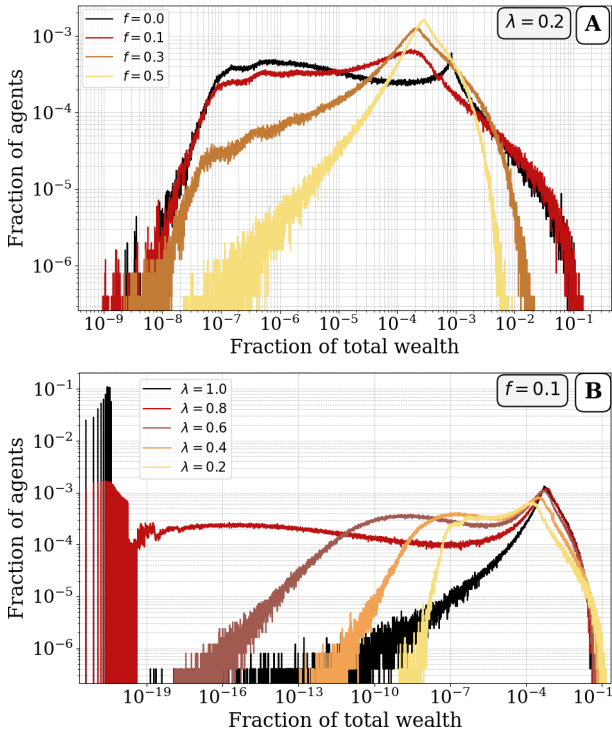 f = 0.0
f = 0.1
f = 0.3
f = 0.5
λ = 0.2
A
10⁻³
10⁻⁴
10⁻⁵
10⁻⁶
Fraction of agents
10⁻⁹ 10⁻⁸ 10⁻⁷ 10⁻⁶ 10⁻⁵ 10⁻⁴ 10⁻³ 10⁻² 10⁻¹
Fraction of total wealth
λ = 1.0
λ = 0.8
λ = 0.6
λ = 0.4
λ = 0.2
f = 0.1
B
10⁻¹
10⁻²
10⁻³
10⁻⁴
10⁻⁵
10⁻⁶
Fraction of agents
10⁻¹⁹ 10⁻¹⁶ 10⁻¹³ 10⁻¹⁰ 10⁻⁷ 10⁻⁴ 10⁻¹
Fraction of total wealth